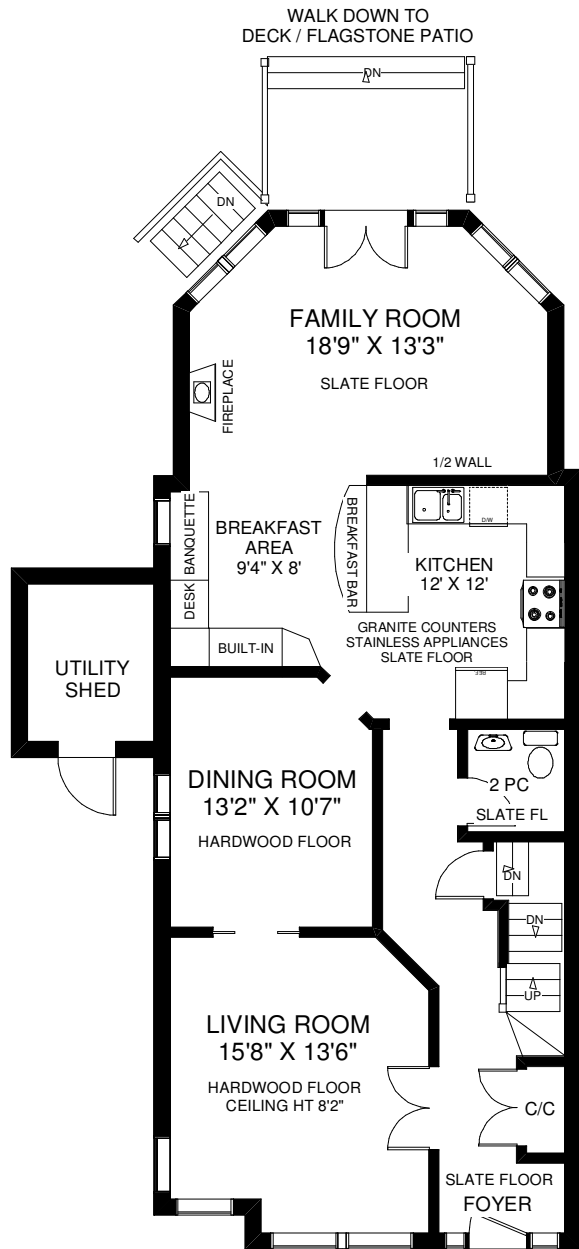 WALK DOWN TO
DECK / FLAGSTONE PATIO
DN
DN
FAMILY ROOM
18'9" X 13'3"
SLATE FLOOR
FIREPLACE
1/2 WALL
BANQUETTE
DESK
BREAKFAST
AREA
9'4" X 8'
BREAKFAST BAR
D/W
KITCHEN
12' X 12'
GRANITE COUNTERS
STAINLESS APPLIANCES
SLATE FLOOR
BUILT-IN
REF.
UTILITY
SHED
DINING ROOM
13'2" X 10'7"
HARDWOOD FLOOR
2 PC
SLATE FL
DN
DN
UP
LIVING ROOM
15'8" X 13'6"
HARDWOOD FLOOR
CEILING HT 8'2"
C/C
SLATE FLOOR
FOYER